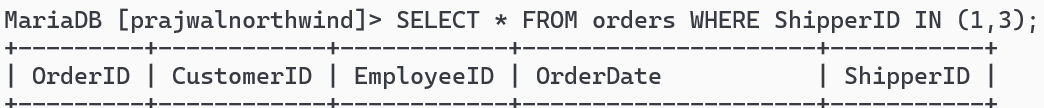 MariaDB [prajwalnorthwind]> SELECT * FROM orders WHERE ShipperID IN (1,3);
+---------+------------+------------+---------------------+-----------+
| OrderID | CustomerID | EmployeeID | OrderDate           | ShipperID |
+---------+------------+------------+---------------------+-----------+